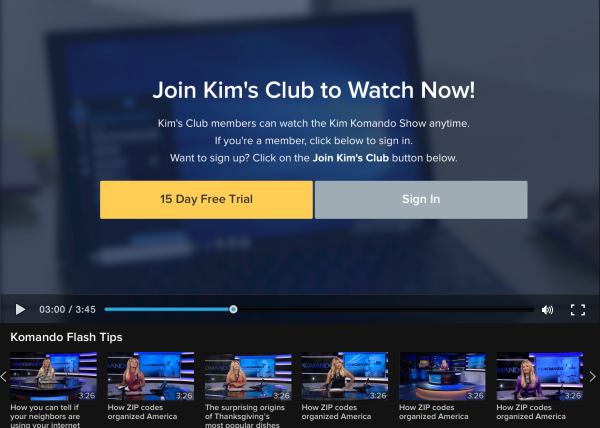 Join Kim's Club to Watch Now!
Kim's Club members can watch the Kim Komando Show anytime.
If you're a member, click below to sign in.
Want to sign up? Click on the Join Kim's Club button below.
15 Day Free Trial
Sign In
03:00 / 3:45
Komando Flash Tips
3:26
3:26
3:26
3:26
3:26
3:26
How you can tell if
your neighbors are
using your internet
How ZIP codes
organized America
The surprising origins
of Thanksgiving's
most popular dishes
How ZIP codes
organized America
How ZIP codes
organized America
How ZIP codes
organized America